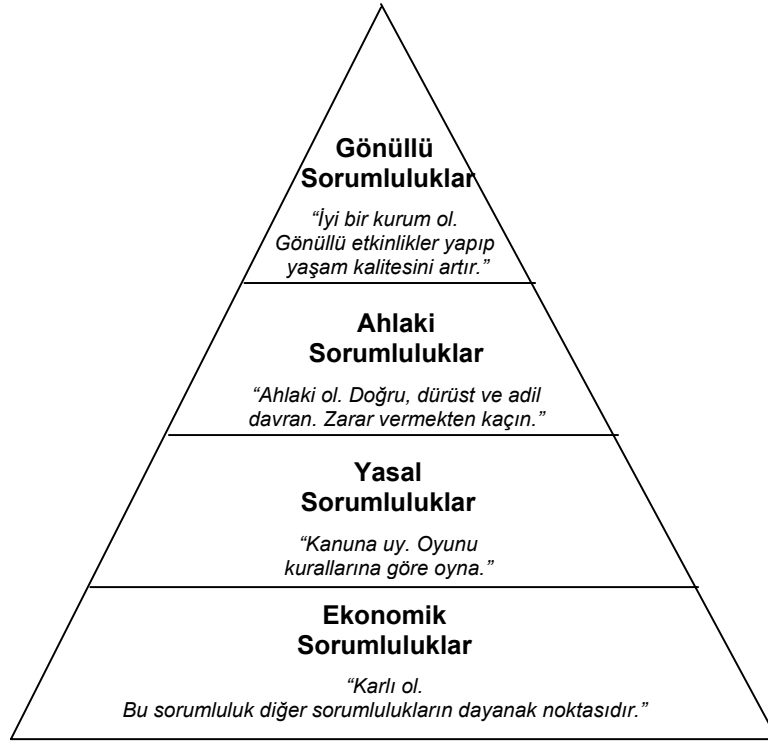 Gönüllü
Sorumluluklar
“İyi bir kurum ol.
Gönüllü etkinlikler yapıp
yaşam kalitesini artır.”
Ahlaki
Sorumluluklar
“Ahlaki ol. Doğru, dürüst ve adil
davran. Zarar vermekten kaçın.”
Yasal
Sorumluluklar
“Kanuna uy. Oyunu
kurallarına göre oyna.”
Ekonomik
Sorumluluklar
“Karlı ol.
Bu sorumluluk diğer sorumlulukların dayanak noktasıdır.”